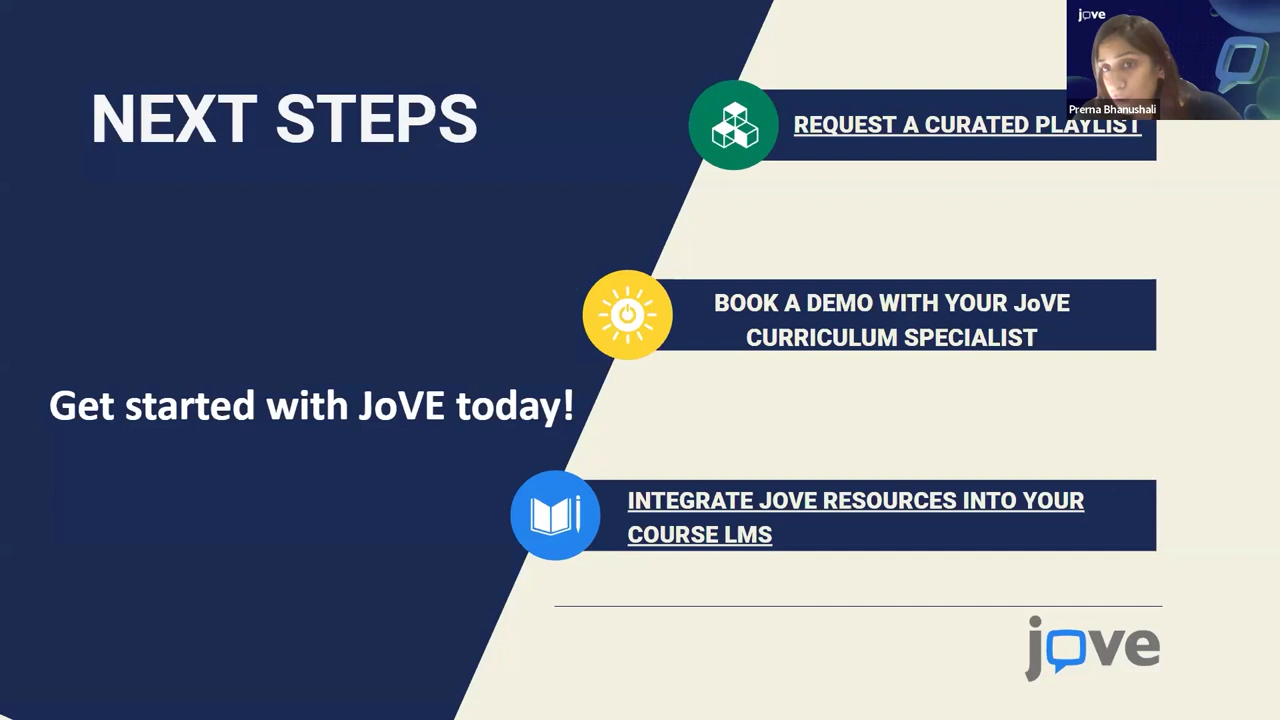 jove
Prerna Bhanushali
NEXT STEPS
REQUEST A CURATED PLAYLIST
BOOK A DEMO WITH YOUR JoVE
CURRICULUM SPECIALIST
Get started with JoVE today!
INTEGRATE JOVE RESOURCES INTO YOUR
COURSE LMS
jove